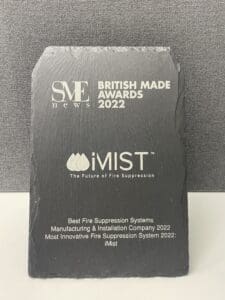 SME
news
BRITISH MADE
AWARDS
2022
iMIST™
The Future of Fire Suppression
Best Fire Suppression Systems
Manufacturing & Installation Company 2022
Most Innovative Fire Suppression System 2022:
iMist